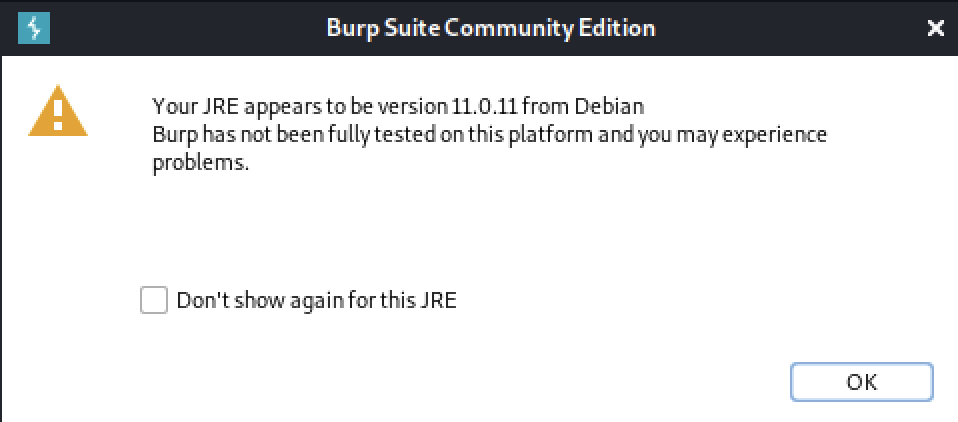 Burp Suite Community Edition
Your JRE appears to be version 11.0.11 from Debian
Burp has not been fully tested on this platform and you may experience
problems.
Don't show again for this JRE
OK